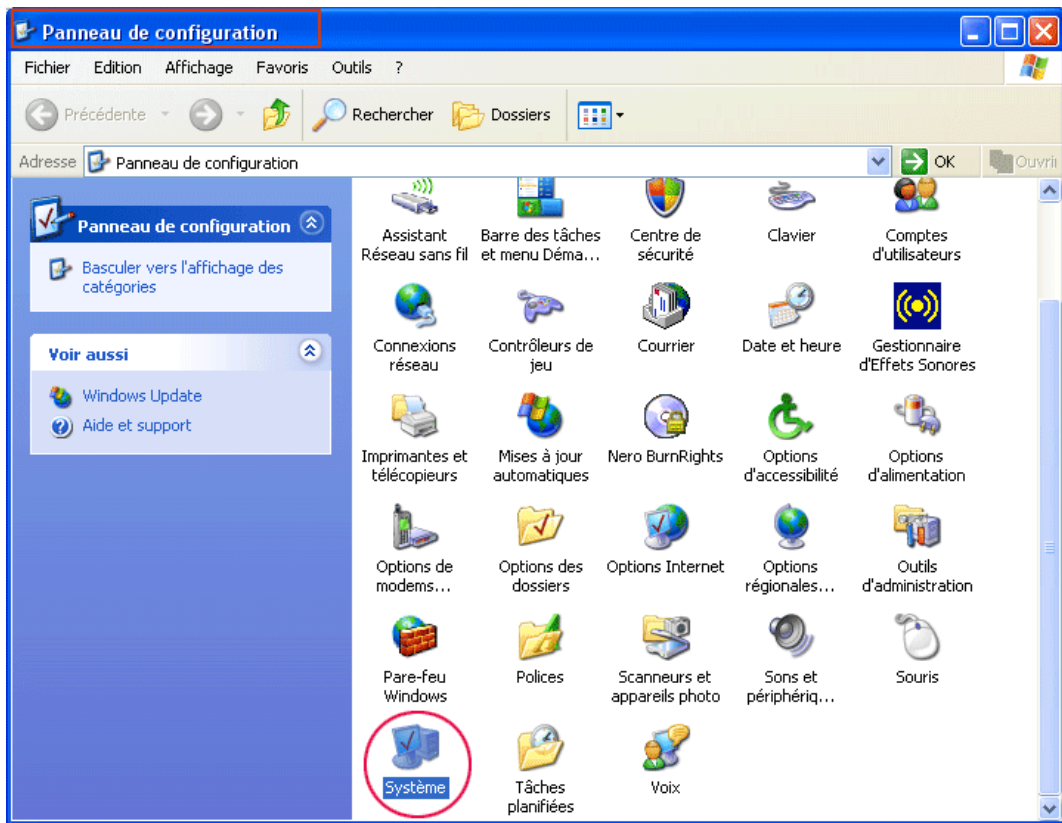 Panneau de configuration
Fichier Edition Affichage Favoris Outils ?
Précédente Rechercher Dossiers
Adresse Panneau de configuration OK Ouvrir
Panneau de configuration
Basculer vers l'affichage des
catégories
Voir aussi
Windows Update
Aide et support
Assistant
Réseau sans fil
Barre des tâches
et menu Déma...
Centre de
sécurité
Clavier
Comptes
d'utilisateurs
Connexions
réseau
Contrôleurs de
jeu
Courrier
Date et heure
Gestionnaire
d'Effets Sonores
Imprimantes et
télécopieurs
Mises à jour
automatiques
Nero BurnRights
Options
d'accessibilité
Options
d'alimentation
Options de
modems...
Options des
dossiers
Options Internet
Options
régionales...
Outils
d'administration
Pare-feu
Windows
Polices
Scanneurs et
appareils photo
Sons et
périphériq...
Souris
Système
Tâches
planifiées
Voix